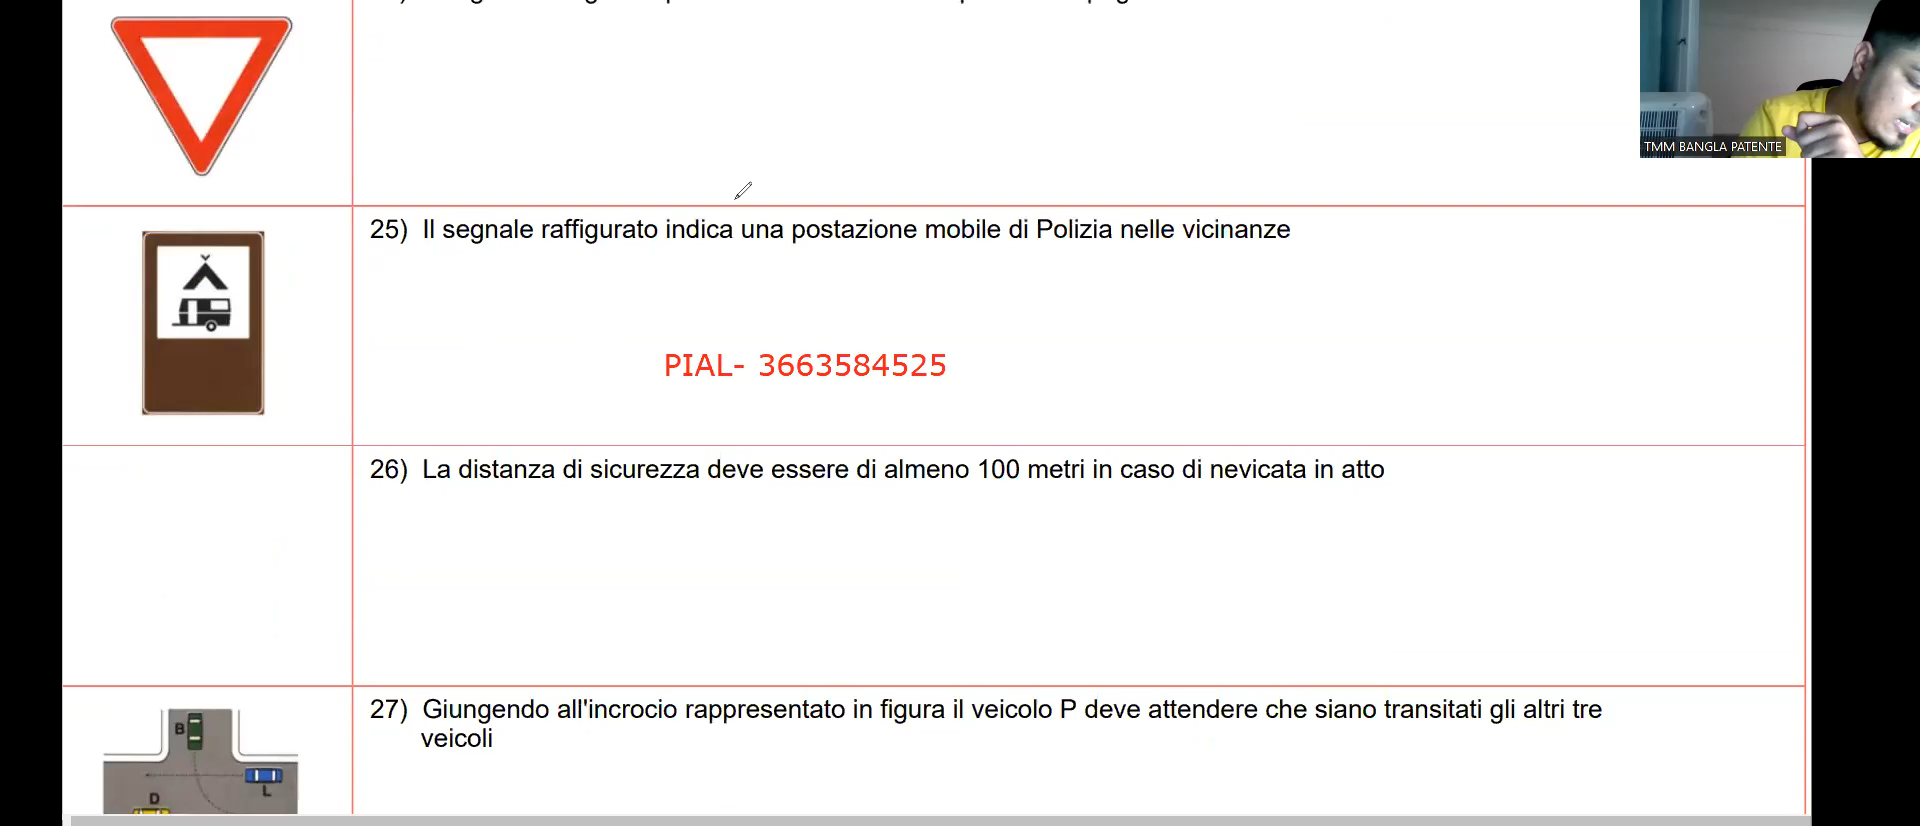 TMM BANGLA PATENTE
25) Il segnale raffigurato indica una postazione mobile di Polizia nelle vicinanze
PIAL- 3663584525
26) La distanza di sicurezza deve essere di almeno 100 metri in caso di nevicata in atto
27) Giungendo all'incrocio rappresentato in figura il veicolo P deve attendere che siano transitati gli altri tre
veicoli
B
L
D